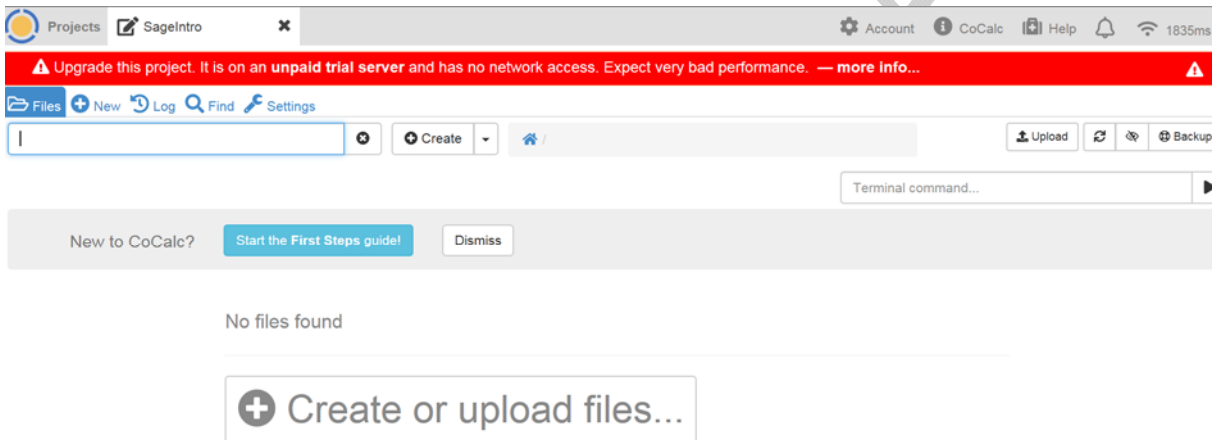 Projects SageIntro Account CoCalc Help 1835ms
Upgrade this project. It is on an unpaid trial server and has no network access. Expect very bad performance. — more info...
Files New Log Find Settings
Create / Upload Backup
Terminal command...
New to CoCalc? Start the First Steps guide! Dismiss
No files found
Create or upload files...